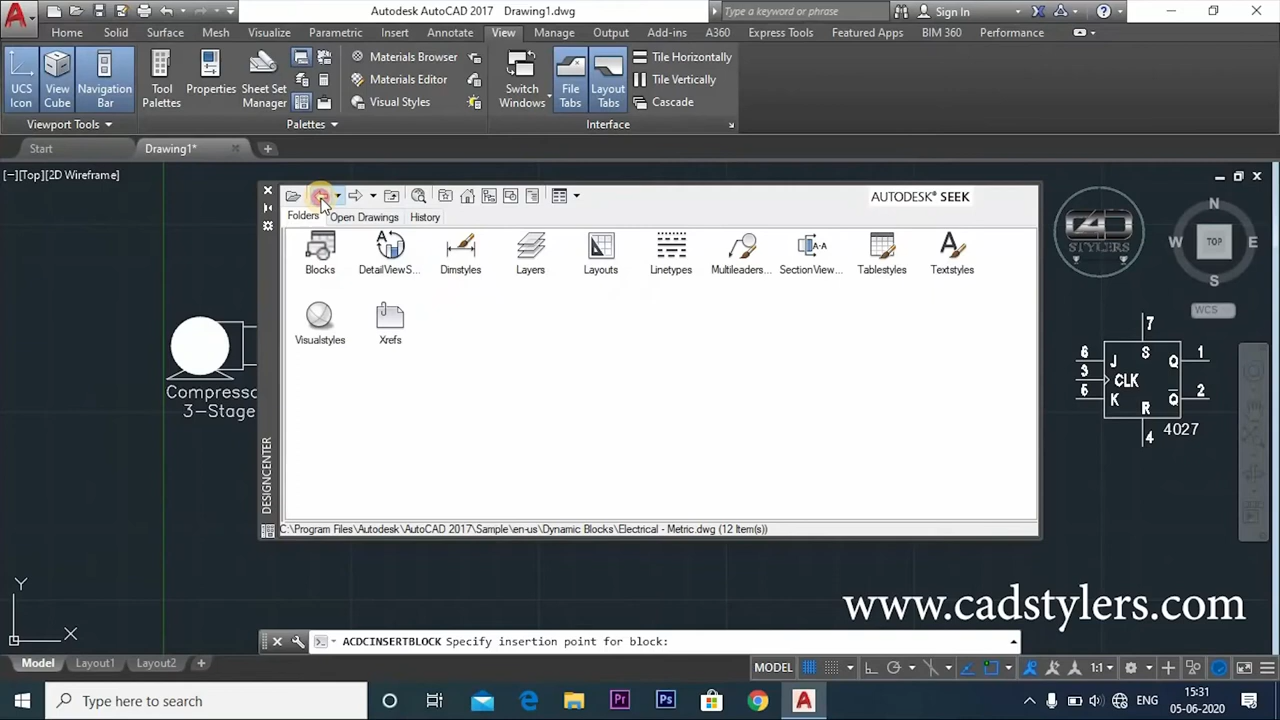 Autodesk AutoCAD 2017 Drawing1.dwg
Type a keyword or phrase
Sign In
Home Solid Surface Mesh Visualize Parametric Insert Annotate View Manage Output Add-ins A360 Express Tools Featured Apps BIM 360 Performance
UCS Icon
View Cube
Navigation Bar
Tool Palettes
Properties
Sheet Set Manager
Materials Browser
Materials Editor
Visual Styles
Switch Windows
File Tabs
Layout Tabs
Tile Horizontally
Tile Vertically
Cascade
Viewport Tools
Palettes
Interface
Start
Drawing1*
[−][Top][2D Wireframe]
AUTODESK® SEEK
Folders Open Drawings History
Blocks DetailViewS... Dimstyles Layers Layouts Linetypes Multileaders... SectionView... Tablestyles Textstyles
Visualstyles Xrefs
DESIGNCENTER
C:\Program Files\Autodesk\AutoCAD 2017\Sample\en-us\Dynamic Blocks\Electrical - Metric.dwg (12 Item(s))
Compresso
3-Stage
STYLERS
N
W TOP E
S
WCS
7
6 J S Q 1
3 CLK
5 K Q 2
R
4 4027
www.cadstylers.com
Y
X
ACDCINSERTBLOCK Specify insertion point for block:
Model Layout1 Layout2
MODEL
1:1
Type here to search
Pr
Ps
ENG
15:31
05-06-2020